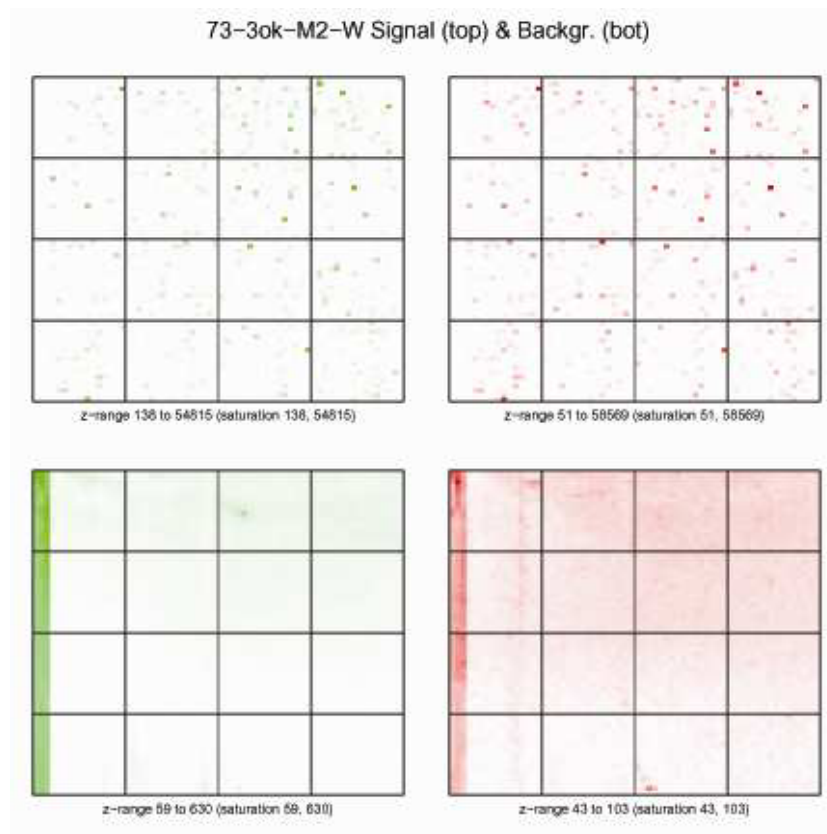 73-3ok-M2-W Signal (top) & Backgr. (bot)
z-range 138 to 54815 (saturation 138, 54815)
z-range 51 to 58569 (saturation 51, 58569)
z-range 59 to 630 (saturation 59, 630)
z-range 43 to 103 (saturation 43, 103)